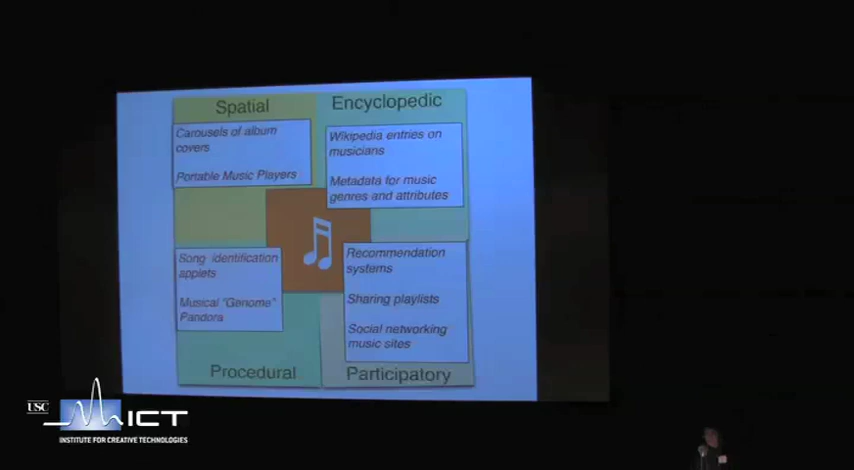 Spatial
Encyclopedic
Carousels of album
covers
Portable Music Players
Wikipedia entries on
musicians
Metadata for music
genres and attributes
Song identification
applets
Musical "Genome"
Pandora
Recommendation
systems
Sharing playlists
Social networking
music sites
Procedural
Participatory
USC
ICT
INSTITUTE FOR CREATIVE TECHNOLOGIES